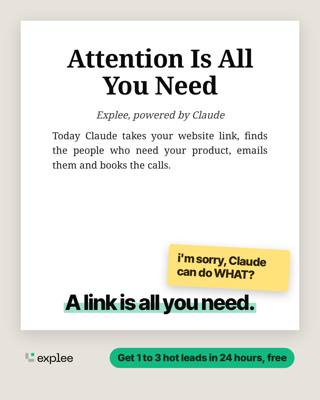 Attention Is All
You Need
Explee, powered by Claude
Today Claude takes your website link, finds
the people who need your product, emails
them and books the calls.
i'm sorry, Claude
can do WHAT?
A link is all you need.
explee
Get 1 to 3 hot leads in 24 hours, free